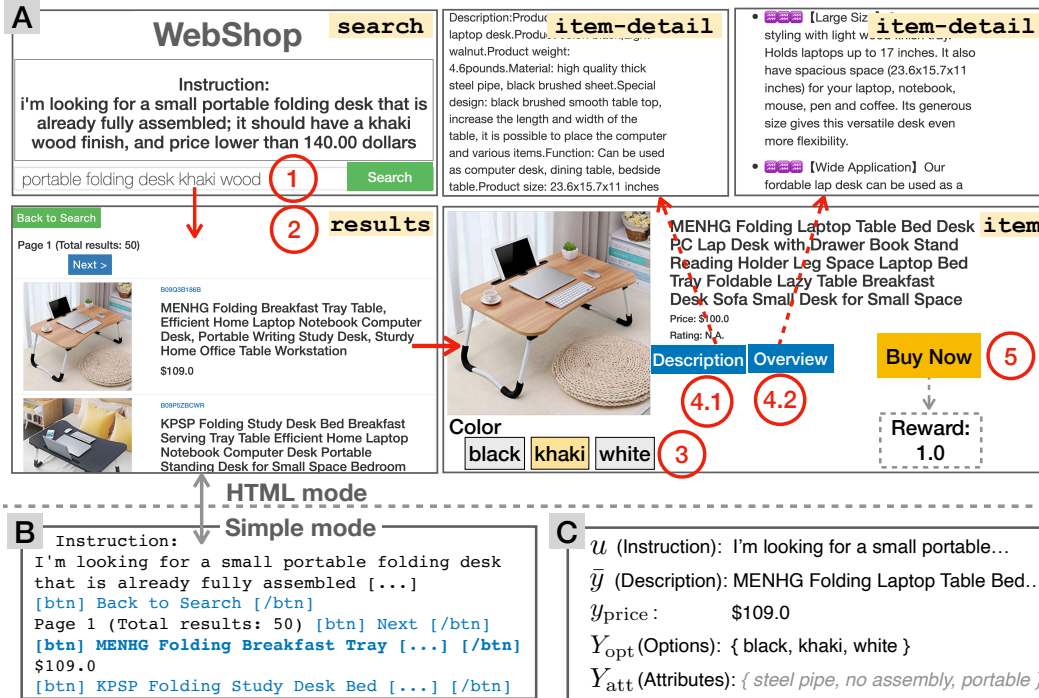 A
WebShop
search
Instruction:
i'm looking for a small portable folding desk that is
already fully assembled; it should have a khaki
wood finish, and price lower than 140.00 dollars
portable folding desk khaki wood
1
Search
item-detail
laptop desk.Product
walnut.Product weight:
4.6pounds.Material: high quality thick
steel pipe, black brushed sheet.Special
design: black brushed smooth table top,
increase the length and width of the
table, it is possible to place the computer
and various items.Function: Can be used
as computer desk, dining table, bedside
table.Product size: 23.6x15.7x11 inches
item-detail
【Large
styling with light
Holds laptops up to 17 inches. It also
have spacious space (23.6x15.7x11
inches) for your laptop, notebook,
mouse, pen and coffee. Its generous
size gives this versatile desk even
more flexibility.
【Wide Application】Our
fordable lap desk can be used as a
Back to Search
2
results
Page 1 (Total results: 50)
Next >
B09Q3B186B
MENHG Folding Breakfast Tray Table,
Efficient Home Laptop Notebook Computer
Desk, Portable Writing Study Desk, Sturdy
Home Office Table Workstation
$109.0
B09P5ZBCWR
KPSP Folding Study Desk Bed Breakfast
Serving Tray Table Efficient Home Laptop
Notebook Computer Desk Portable
Standing Desk for Small Space Bedroom
item
MENHG Folding Laptop Table Bed Desk
PC Lap Desk with Drawer Book Stand
Reading Holder Leg Space Laptop Bed
Tray Foldable Lazy Table Breakfast
Desk Sofa Small Desk for Small Space
Price: $100.0
Rating: N.A.
Description
Overview
4.1
4.2
Buy Now
5
Reward:
1.0
Color
black khaki white
3
HTML mode
Simple mode
B
Instruction:
I'm looking for a small portable folding desk
that is already fully assembled [...]
[btn] Back to Search [/btn]
Page 1 (Total results: 50) [btn] Next [/btn]
[btn] MENHG Folding Breakfast Tray [...] [/btn]
$109.0
[btn] KPSP Folding Study Desk Bed [...] [/btn]
C
u (Instruction): I'm looking for a small portable…
ȳ (Description): MENHG Folding Laptop Table Bed..
y_price : $109.0
Y_opt (Options): { black, khaki, white }
Y_att (Attributes): { steel pipe, no assembly, portable }